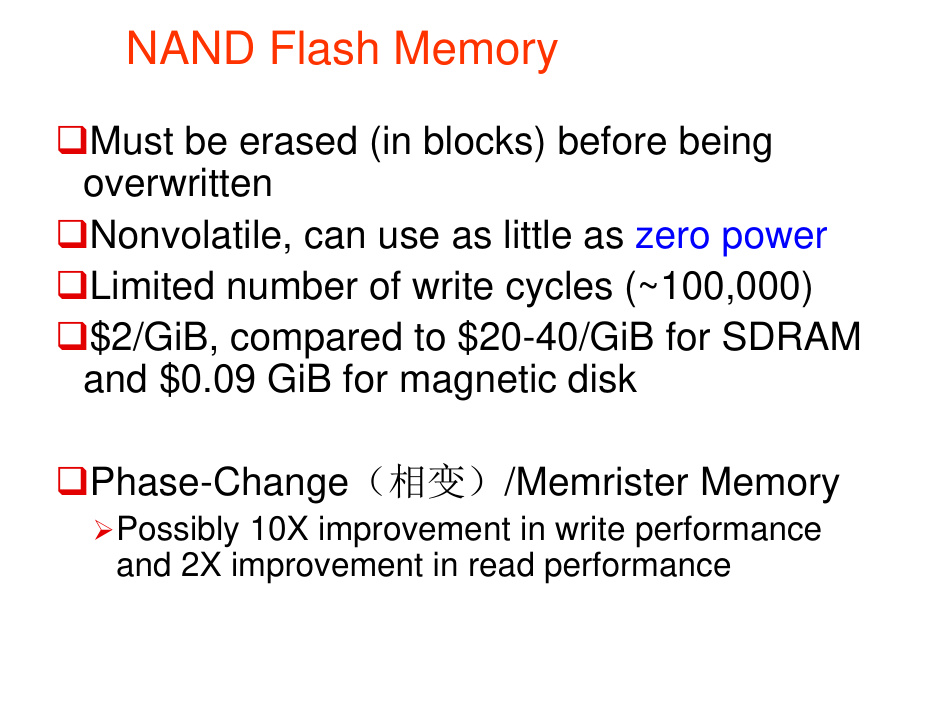 NAND Flash Memory
Must be erased (in blocks) before being
overwritten
Nonvolatile, can use as little as zero power
Limited number of write cycles (~100,000)
$2/GiB, compared to $20-40/GiB for SDRAM
and $0.09 GiB for magnetic disk
Phase-Change（相变）/Memrister Memory
Possibly 10X improvement in write performance
and 2X improvement in read performance